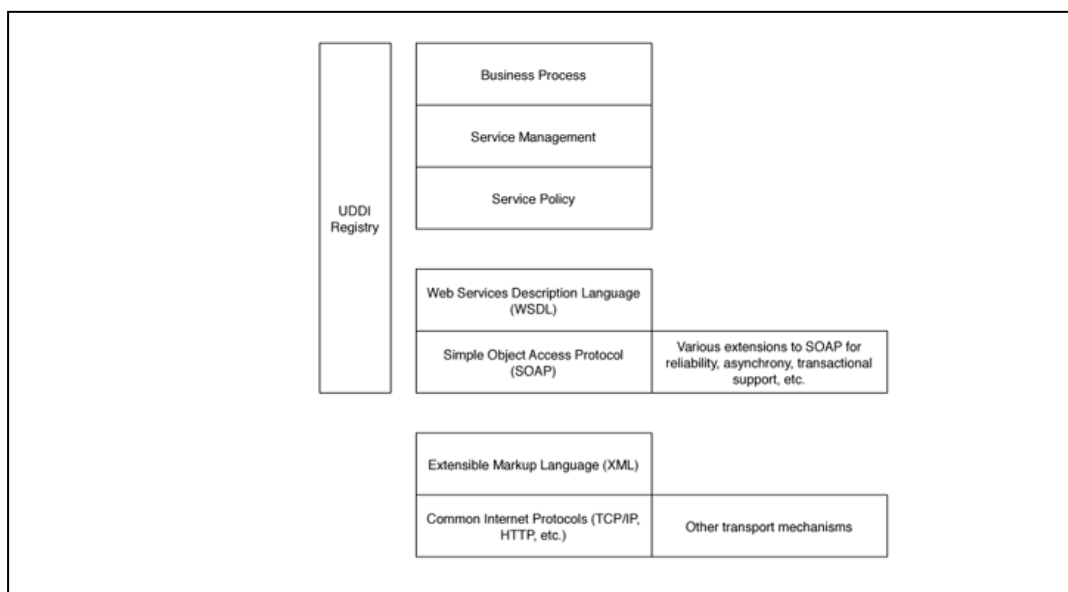 Business Process
Service Management
Service Policy
UDDI
Registry
Web Services Description Language
(WSDL)
Simple Object Access Protocol
(SOAP)
Various extensions to SOAP for
reliability, asynchrony, transactional
support, etc.
Extensible Markup Language (XML)
Common Internet Protocols (TCP/IP,
HTTP, etc.)
Other transport mechanisms